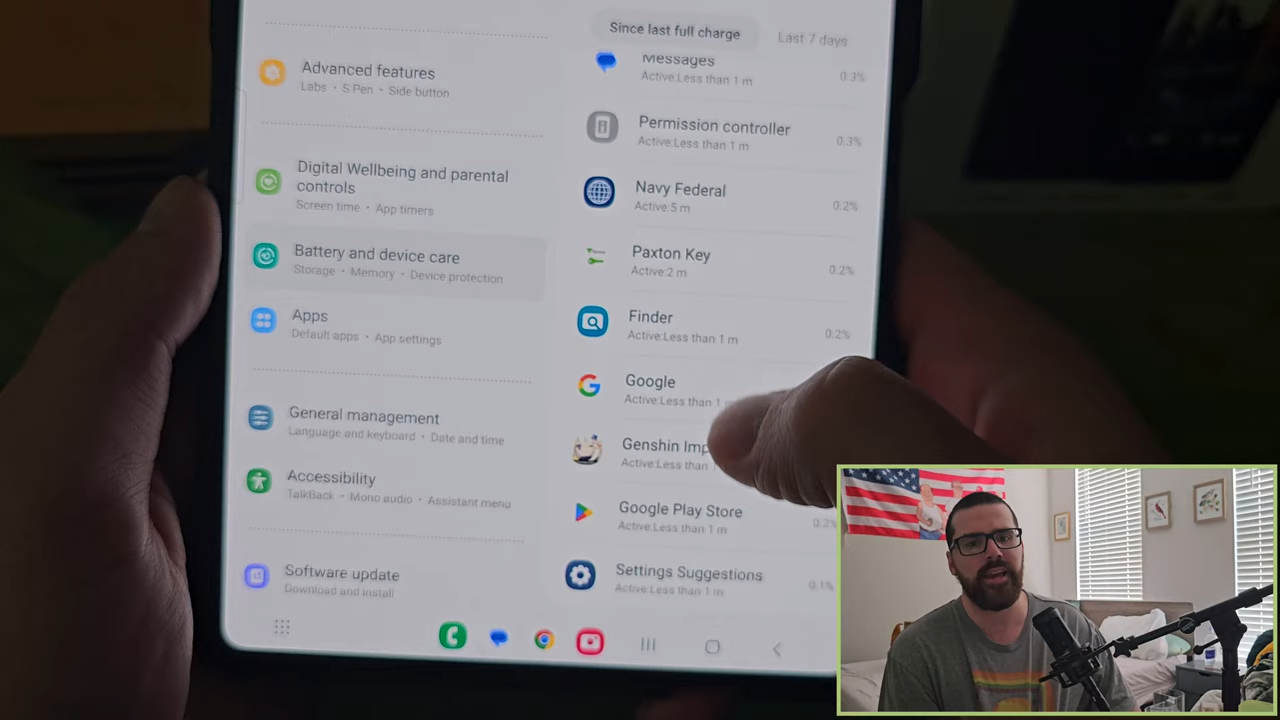 Advanced features
Labs • S Pen • Side button
Digital Wellbeing and parental
controls
Screen time • App timers
Battery and device care
Storage • Memory • Device protection
Apps
Default apps • App settings
General management
Language and keyboard • Date and time
Accessibility
TalkBack • Mono audio • Assistant menu
Software update
Download and install
Since last full charge
Last 7 days
Messages
Active:Less than 1 m
0.3%
Permission controller
Active:Less than 1 m
0.3%
Navy Federal
Active:5 m
0.2%
Paxton Key
Active:2 m
0.2%
Finder
Active:Less than 1 m
0.2%
Google
Active:Less than 1
Genshin Imp
Active:Less than
Google Play Store
Active:Less than 1 m
0.2%
Settings Suggestions
Active:Less than 1 m
0.1%